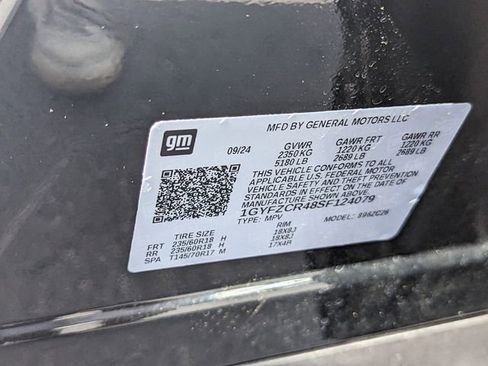 MFD BY GENERAL MOTORS LLC
gm 09/24 GVWR GAWR FRT GAWR RR
2350 KG 1220 KG 1220 KG
5180 LB 2689 LB 2689 LB
THIS VEHICLE CONFORMS TO ALL
APPLICABLE U.S. FEDERAL MOTOR
VEHICLE SAFETY AND THEFT PREVENTION
STANDARDS IN EFFECT ON THE DATE OF
MANUFACTURE SHOWN ABOVE.
1GYFZCR48SF124079
TYPE: MPV MODEL:
TIRE SIZE RIM
FRT 235/60R18 H 18X8J
RR 235/60R18 H 18X8J
SPA T145/70R17 M 17X4R